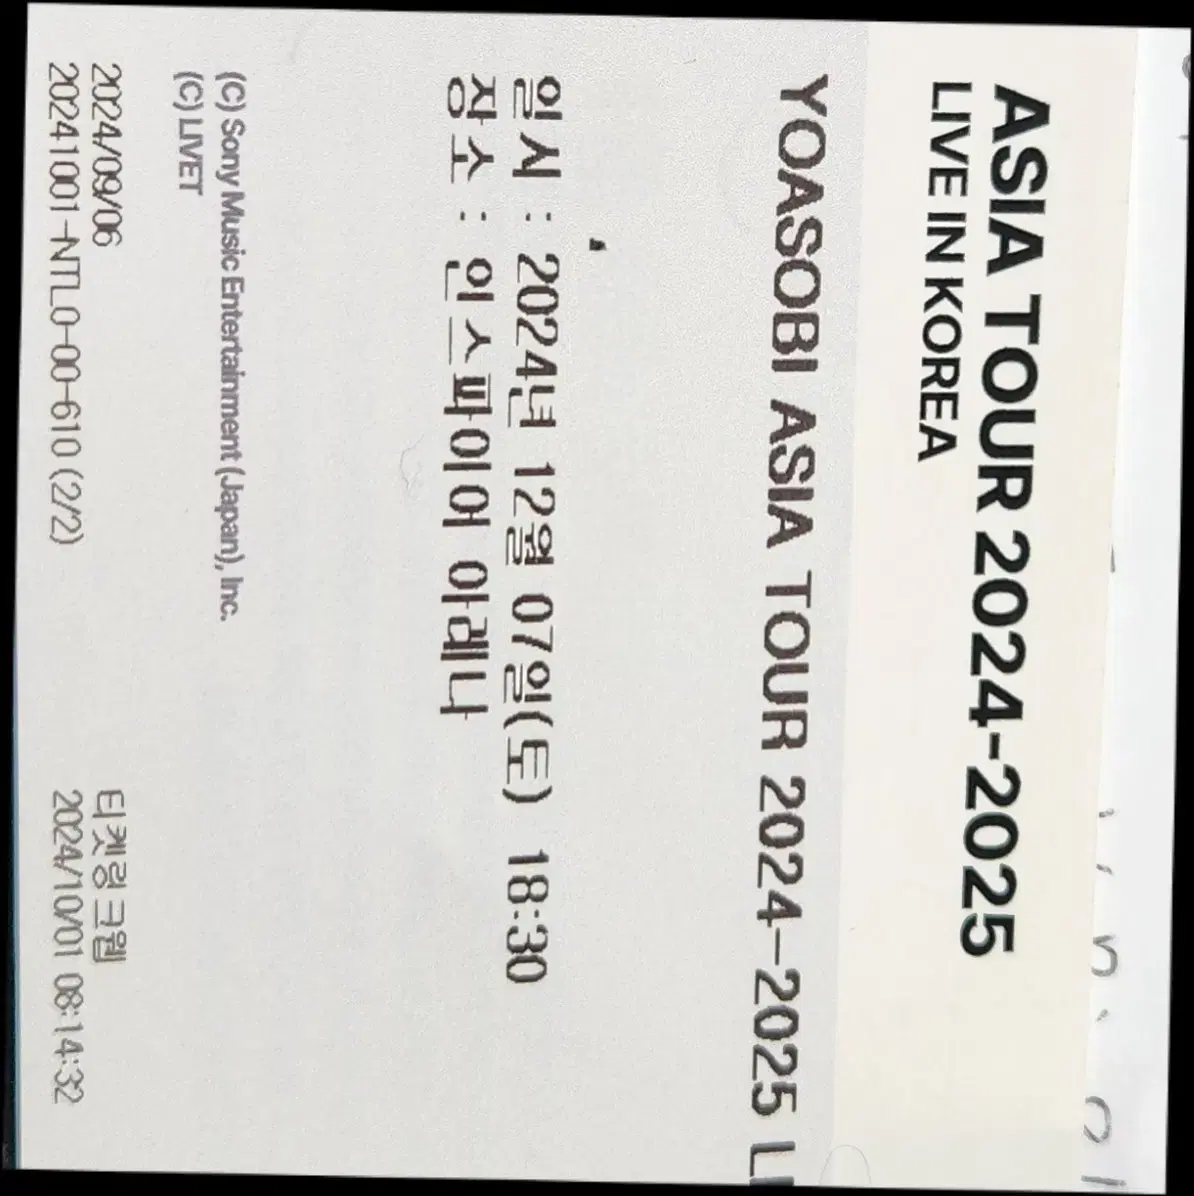 ASIA TOUR 2024-2025
LIVE IN KOREA
YOASOBI ASIA TOUR 2024-2025
일시 : 2024년 12월 07일(토) 18:30
장소 : 인스파이어 아레나
(C) Sony Music Entertainment (Japan), Inc.
(C) LIVET
2024/09/06 티켓링크웹
20241001-NTL0-00-610 (2/2) 2024/10/01 08:14:32